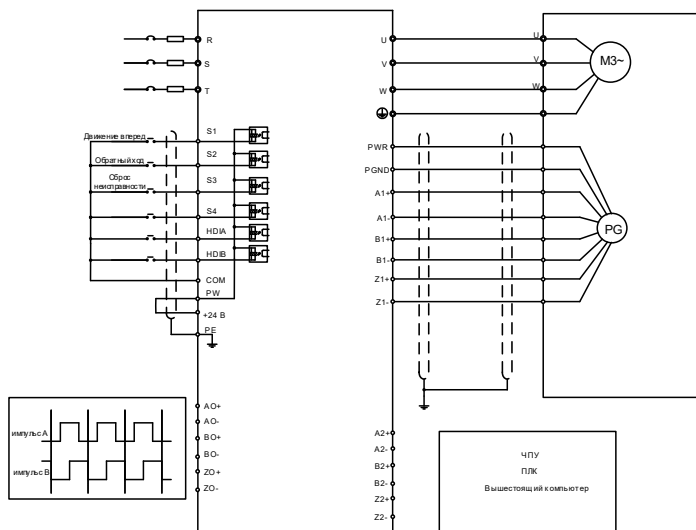 R
S
T
U
V
W
U
V
W
M3~
Движение вперед
S1
Обратный ход
S2
Сброс
неисправности
S3
S4
HDIA
HDIB
COM
PW
+24 В
PE
PWR
PGND
A1+
A1-
B1+
B1-
Z1+
Z1-
PG
импульс А
импульс В
AO+
AO-
BO+
BO-
ZO+
ZO-
A2+
A2-
B2+
B2-
Z2+
Z2-
ЧПУ
ПЛК
Вышестоящий компьютер